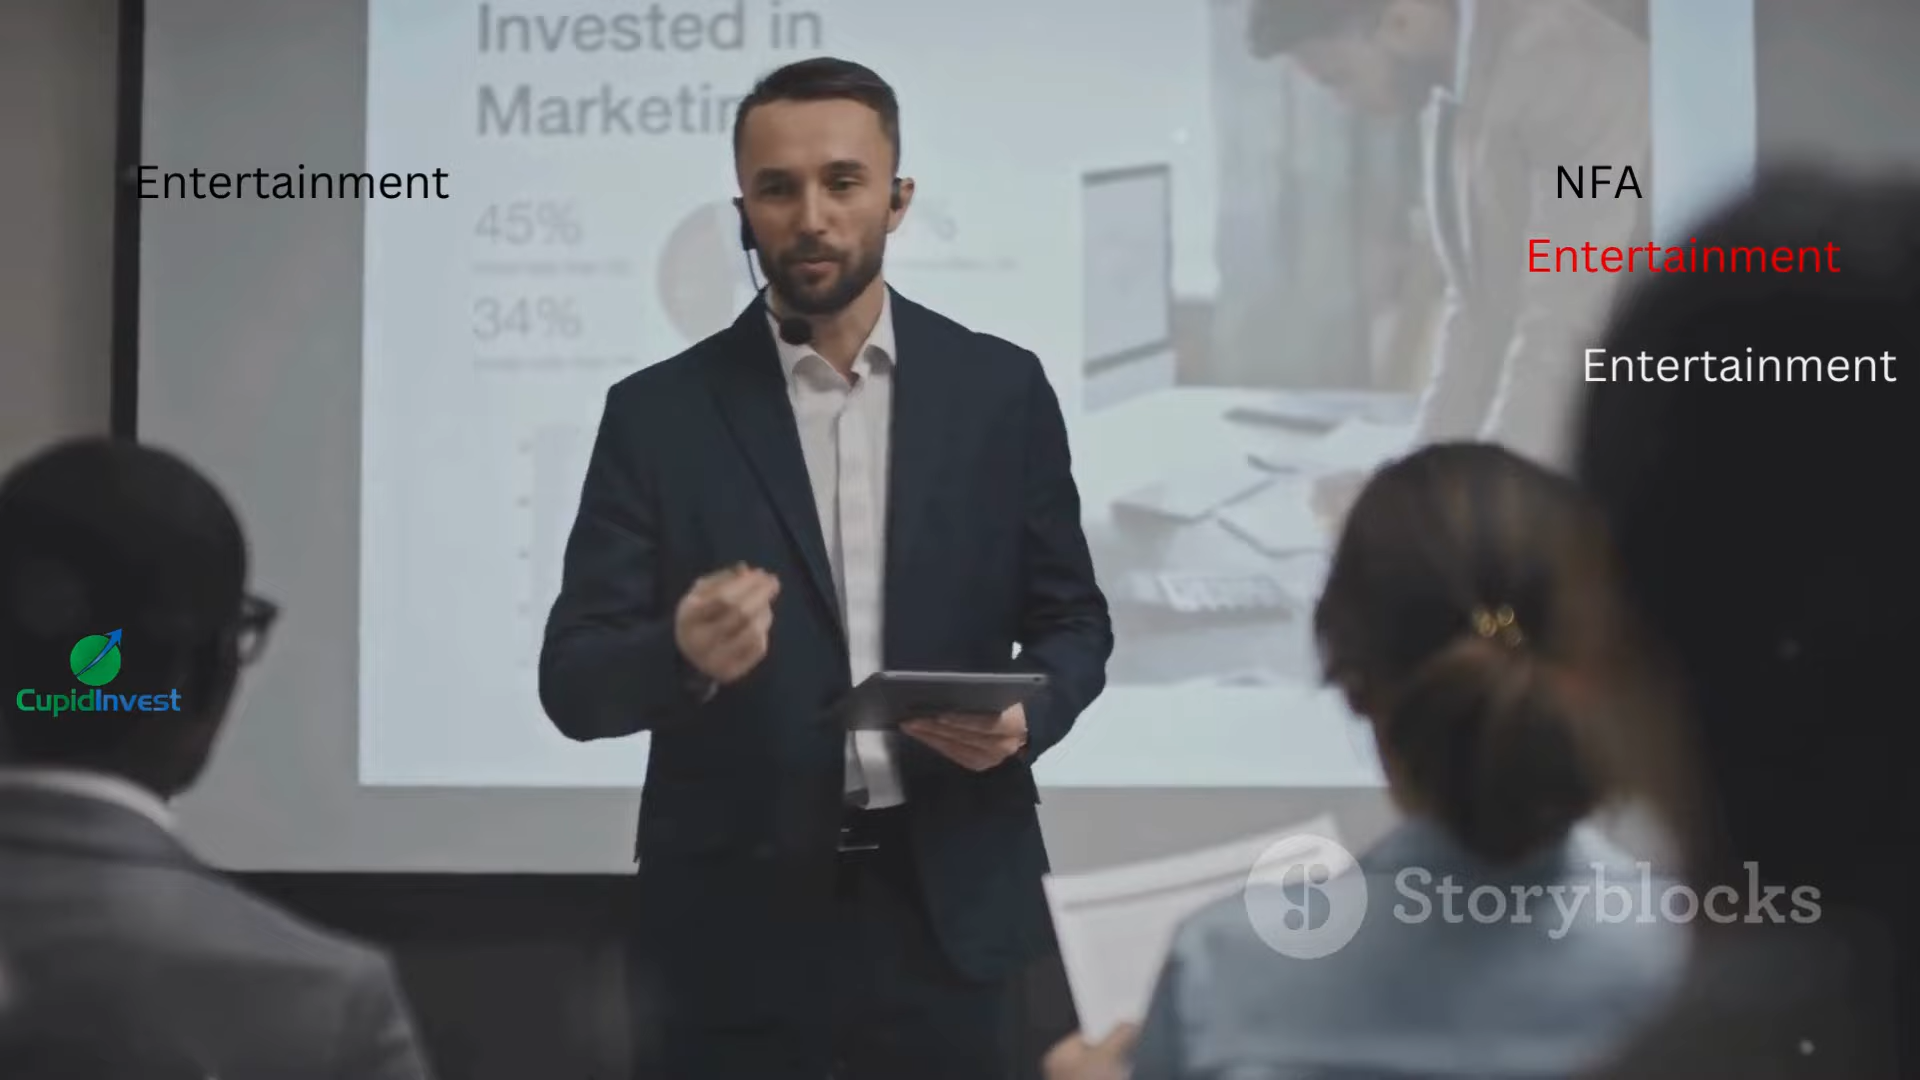 Invested in
Marketin
Entertainment
NFA
45%
%
Entertainment
34%
Entertainment
CupidInvest
Storyblocks